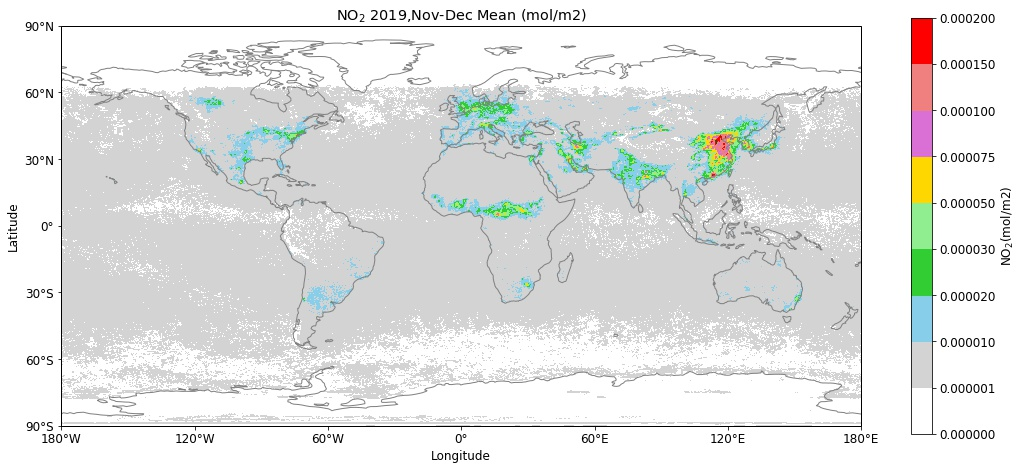 NO₂ 2019,Nov-Dec Mean (mol/m2)
90°N
60°N
30°N
0°
30°S
60°S
90°S
Latitude
180°W
120°W
60°W
0°
60°E
120°E
180°E
Longitude
0.000200
0.000150
0.000100
0.000075
0.000050
0.000030
0.000020
0.000010
0.000001
0.000000
NO₂(mol/m2)